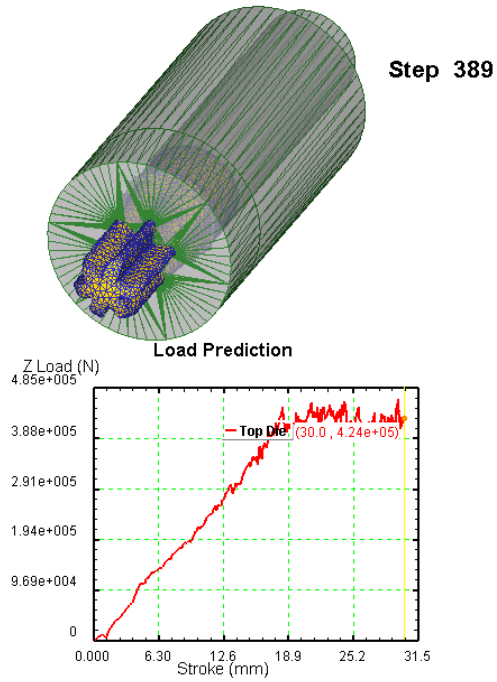 Step 389
Load Prediction
Z Load (N)
4.85e+005
3.88e+005
Top Die (30.0 , 4.24e+05)
2.91e+005
1.94e+005
9.69e+004
0
0.000 6.30 12.6 18.9 25.2 31.5
Stroke (mm)